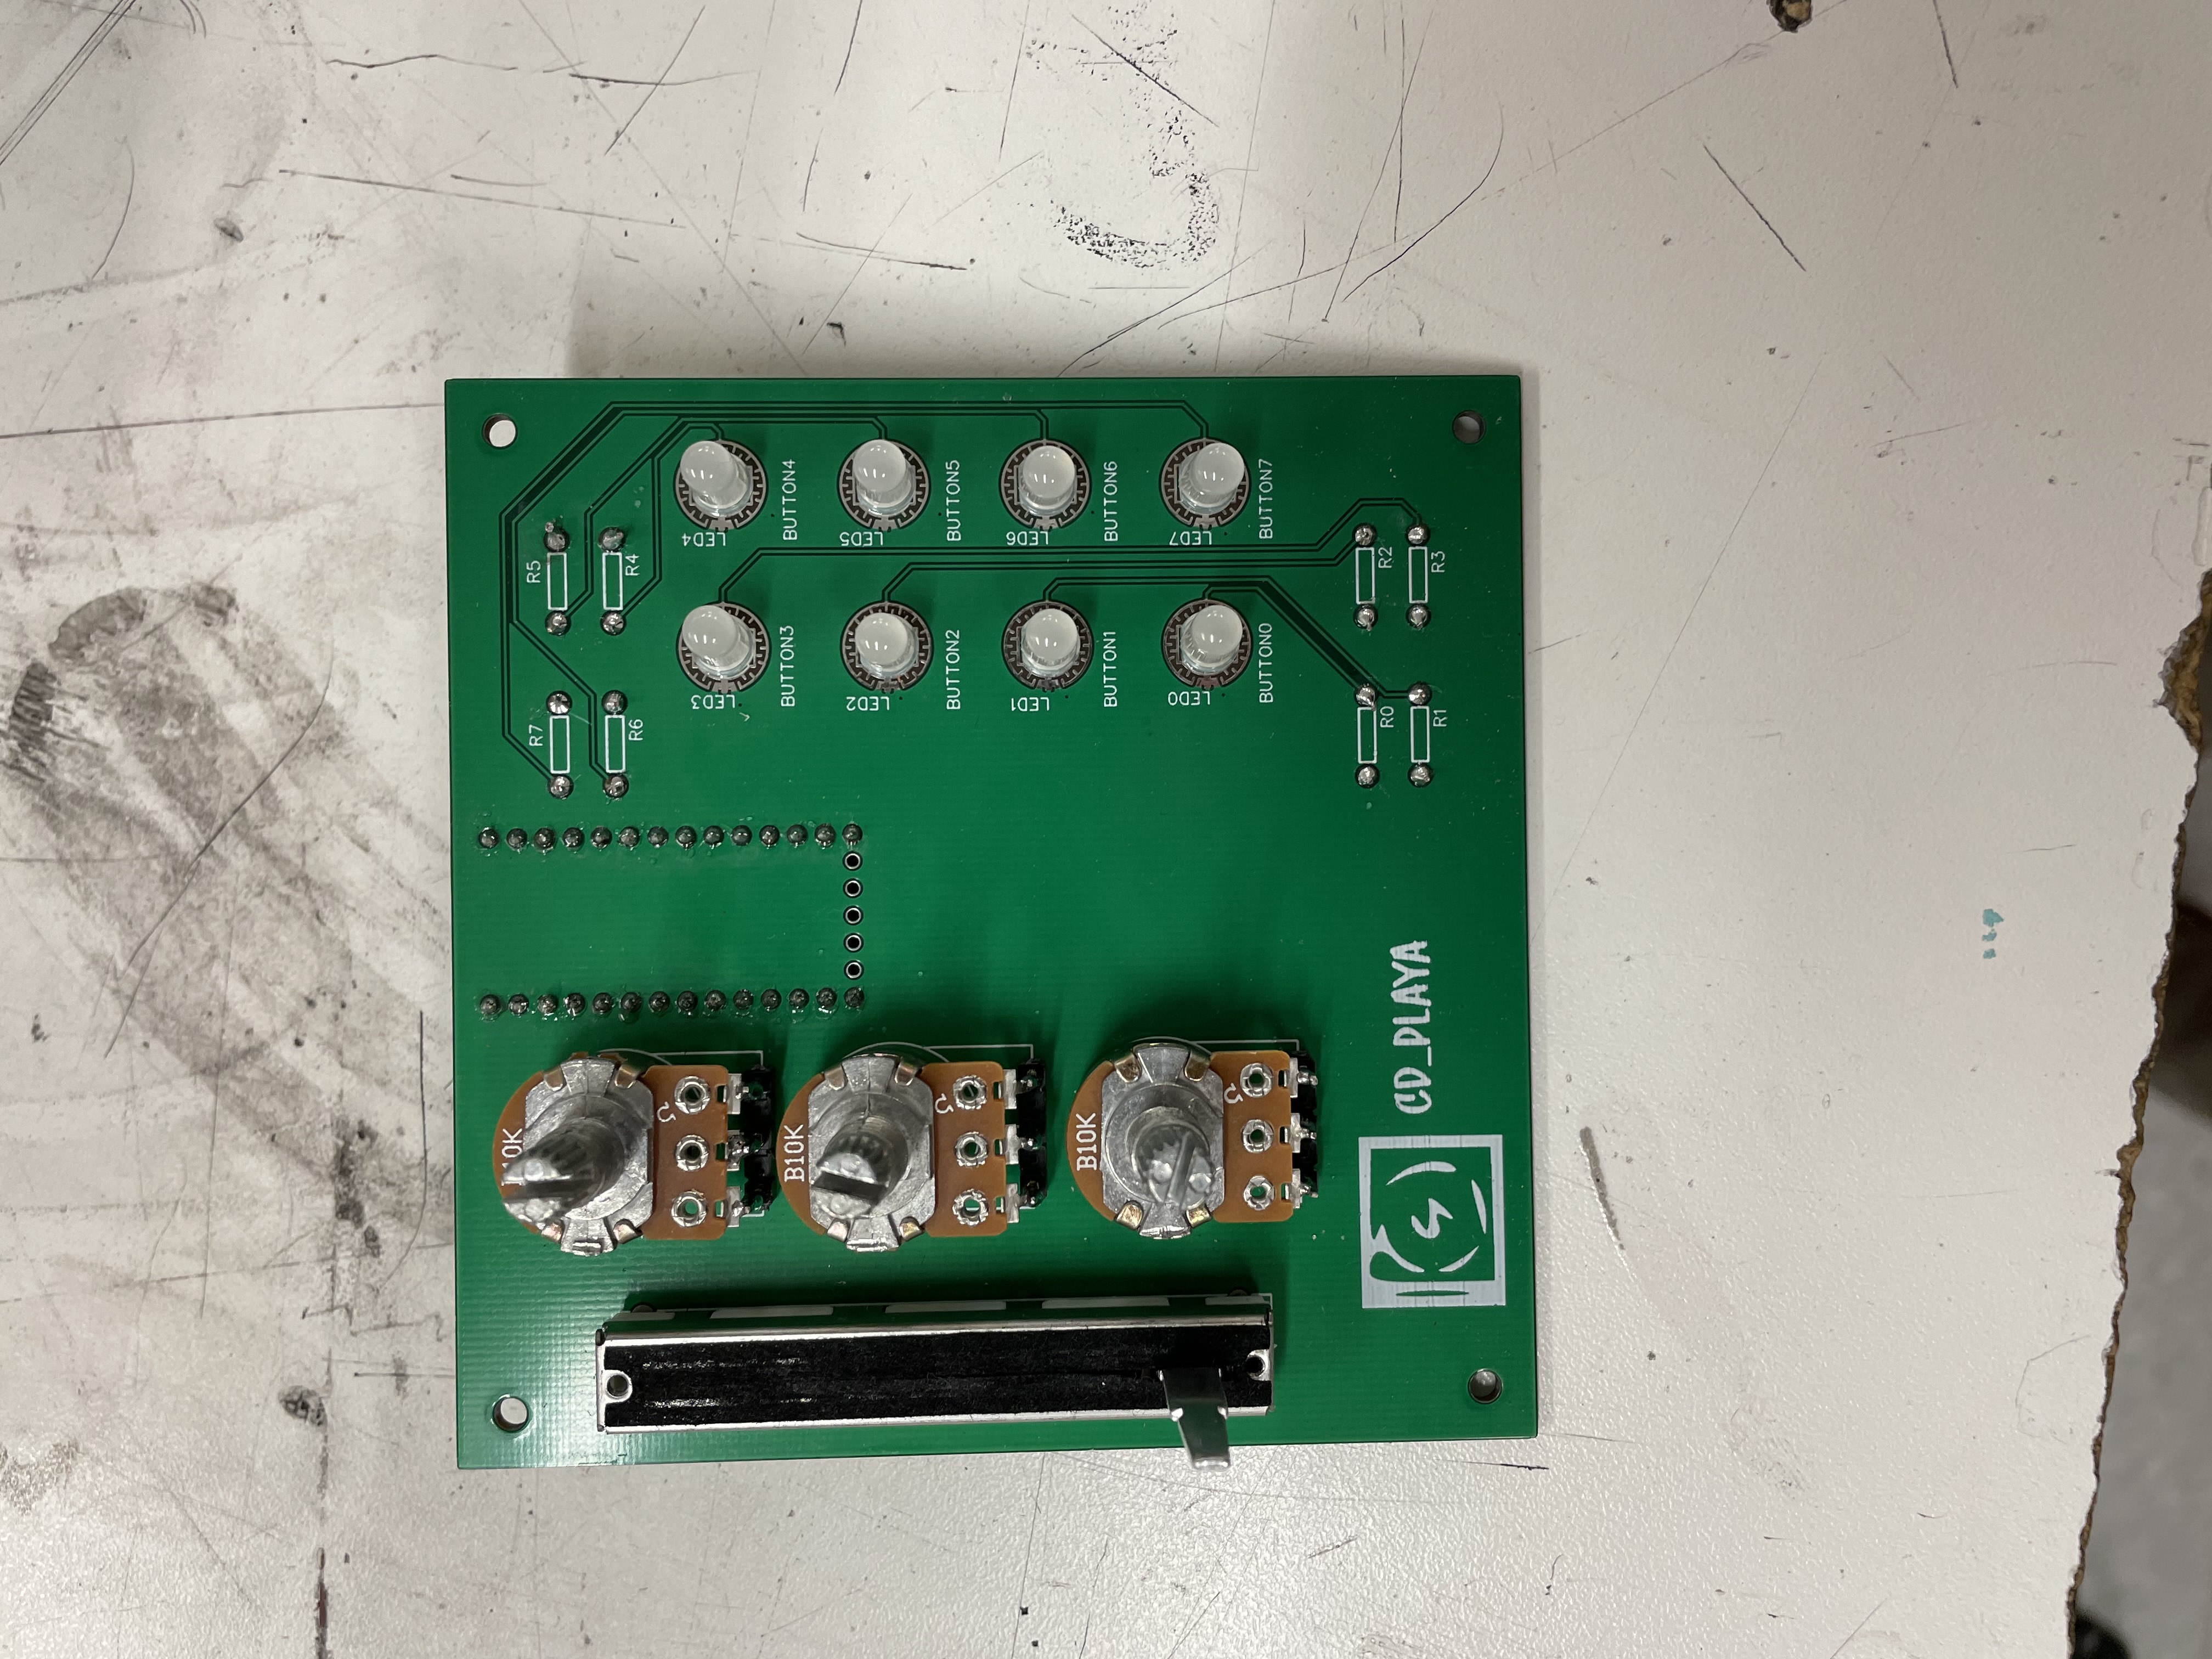 B10K
R7
R5
R6
R4
LED3
LED4
BUTTON3
BUTTON4
B10K
LED2
LED5
BUTTON2
BUTTON5
LED1
LED6
B10K
BUTTON1
BUTTON6
LED0
LED7
BUTTON0
BUTTON7
R0
R2
CD_PLAYA
R1
R3